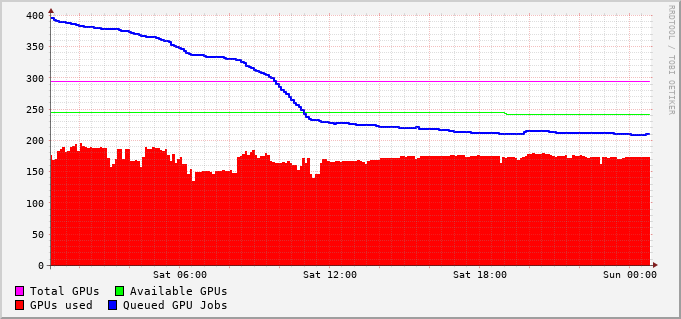 RRDTOOL / TOBI OETIKER
400
350
300
250
200
150
100
50
0
Sat 06:00 Sat 12:00 Sat 18:00 Sun 00:00
Total GPUs Available GPUs
GPUs used Queued GPU Jobs